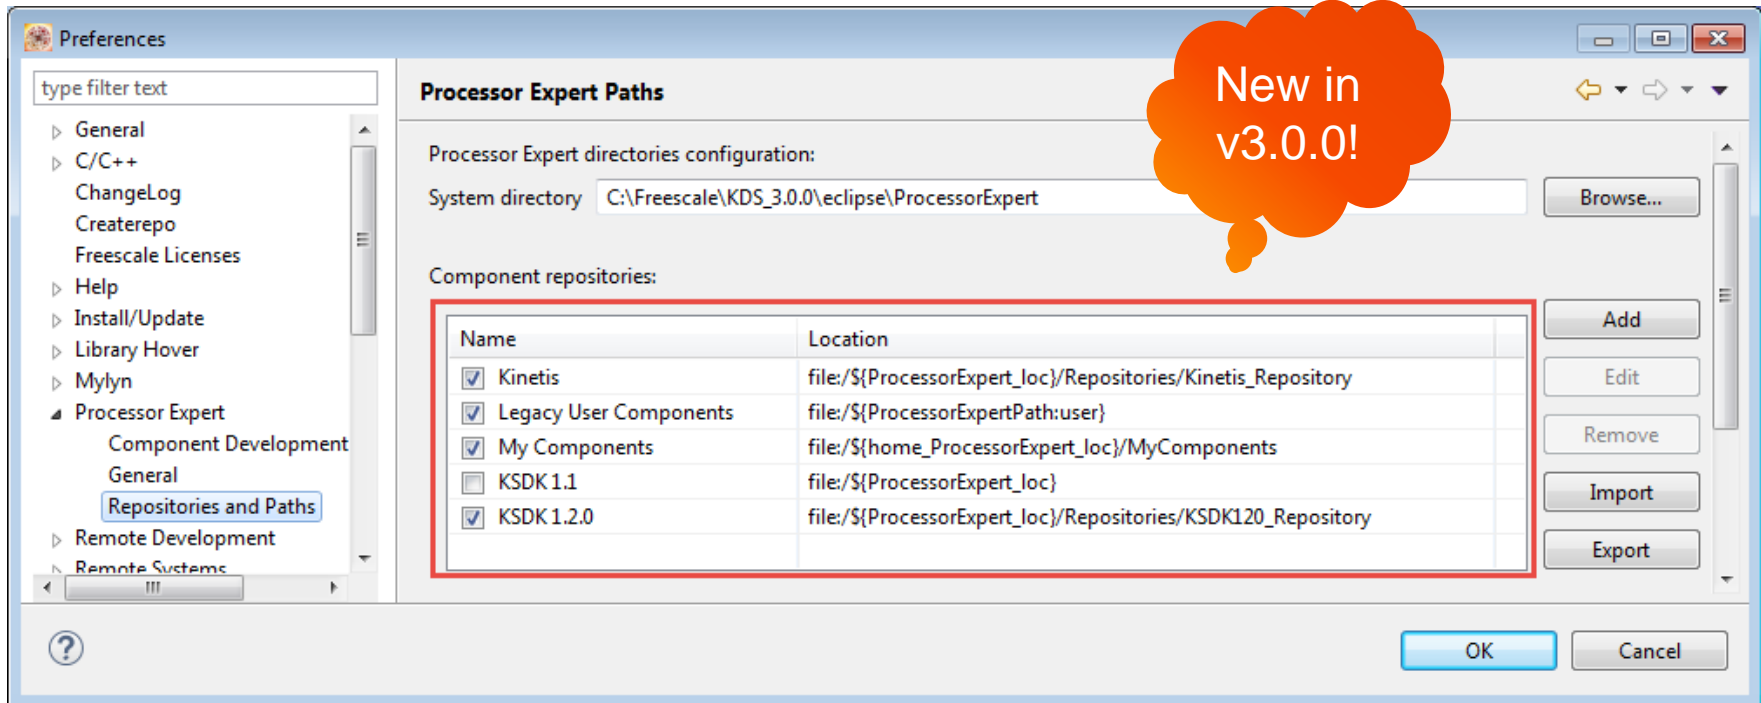 Preferences
New in
v3.0.0!
type filter text
General
C/C++
ChangeLog
Createrepo
Freescale Licenses
Help
Install/Update
Library Hover
Mylyn
Processor Expert
Component Development
General
Repositories and Paths
Remote Development
Remote Systems
Processor Expert Paths
Processor Expert directories configuration:
System directory C:\Freescale\KDS_3.0.0\eclipse\ProcessorExpert Browse...
Component repositories:
Name Location
Kinetis file:/${ProcessorExpert_loc}/Repositories/Kinetis_Repository
Legacy User Components file:/${ProcessorExpertPath:user}
My Components file:/${home_ProcessorExpert_loc}/MyComponents
KSDK 1.1 file:/${ProcessorExpert_loc}
KSDK 1.2.0 file:/${ProcessorExpert_loc}/Repositories/KSDK120_Repository
Add
Edit
Remove
Import
Export
OK Cancel